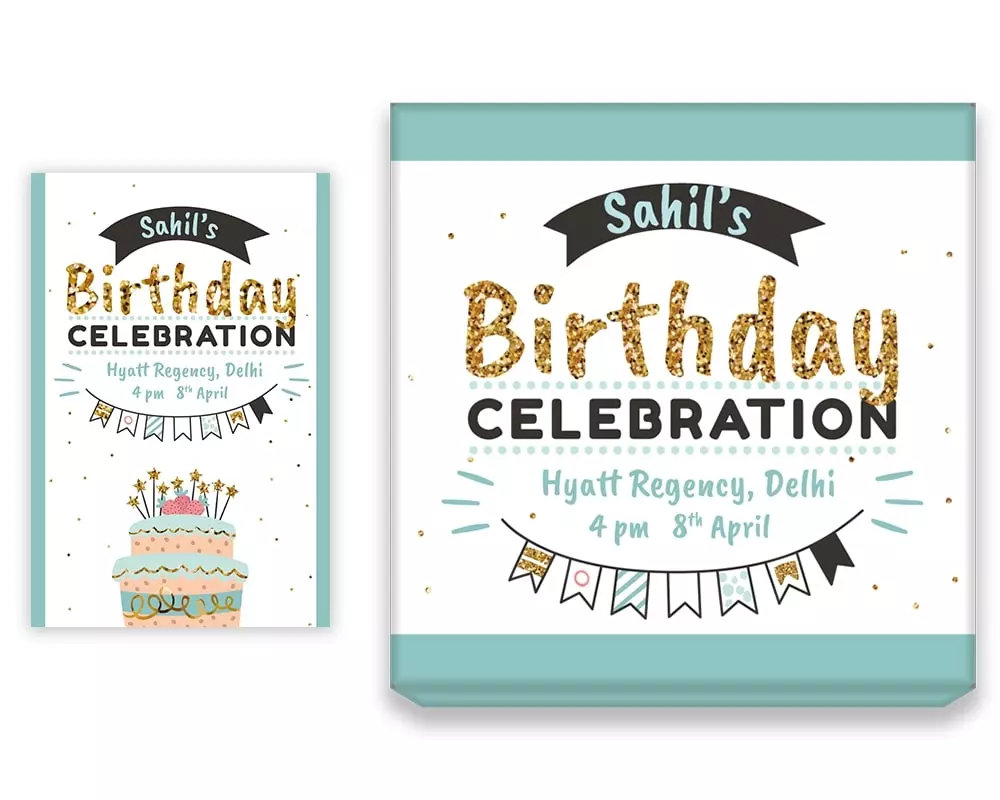 Sahil's
Birthday
CELEBRATION
Hyatt Regency, Delhi
4 pm 8th April
Sahil's
Birthday
CELEBRATION
Hyatt Regency, Delhi
4 pm 8th April